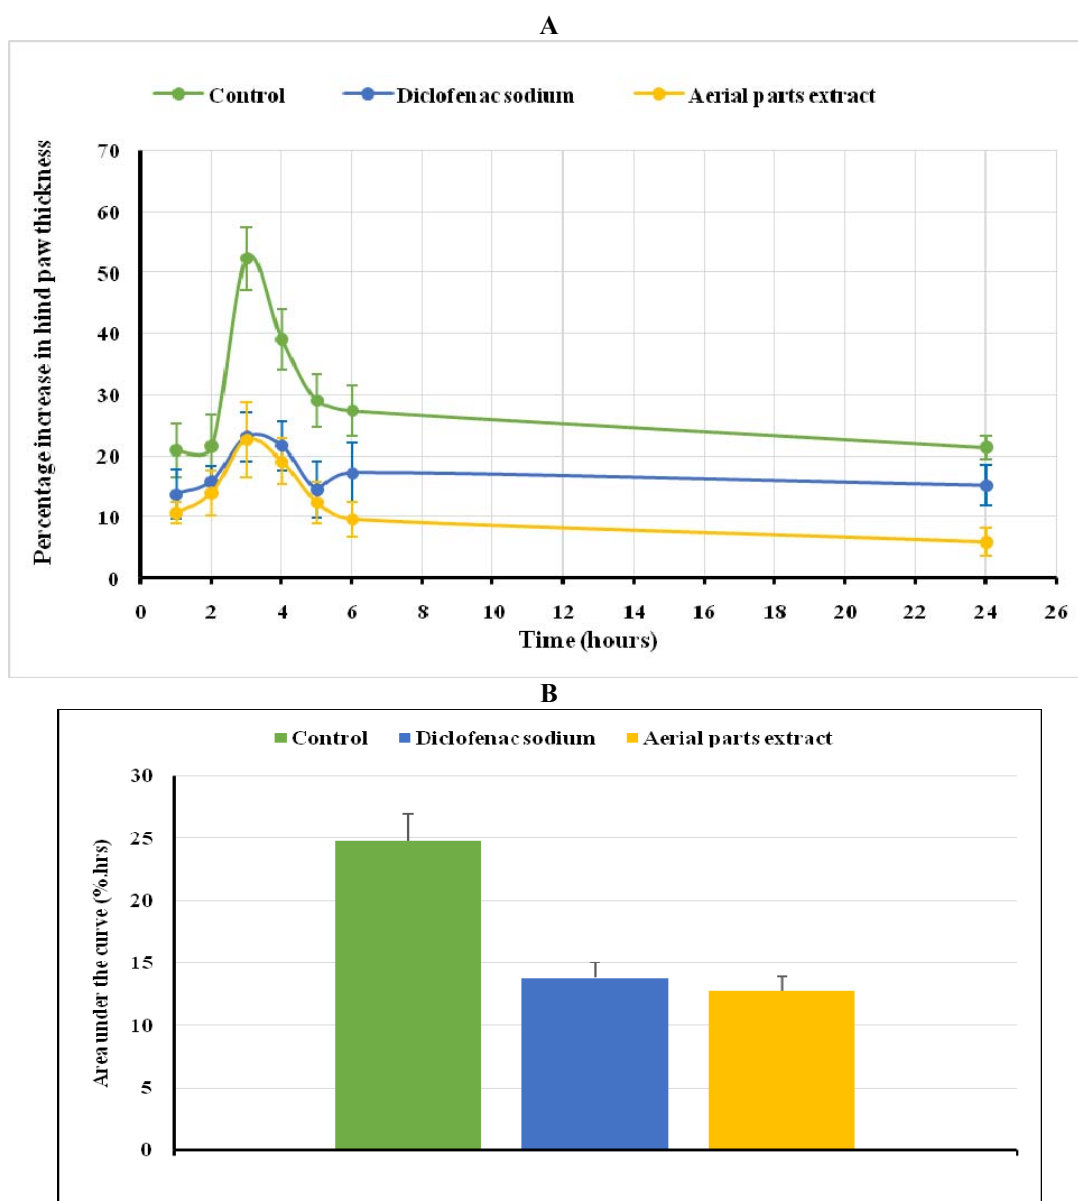 A
Control Diclofenac sodium Aerial parts extract
Percentage increase in hind paw thickness
70
60
50
40
30
20
10
0
0 2 4 6 8 10 12 14 16 18 20 22 24 26
Time (hours)
B
Control Diclofenac sodium Aerial parts extract
Area under the curve (%.hrs)
30
25
20
15
10
5
0